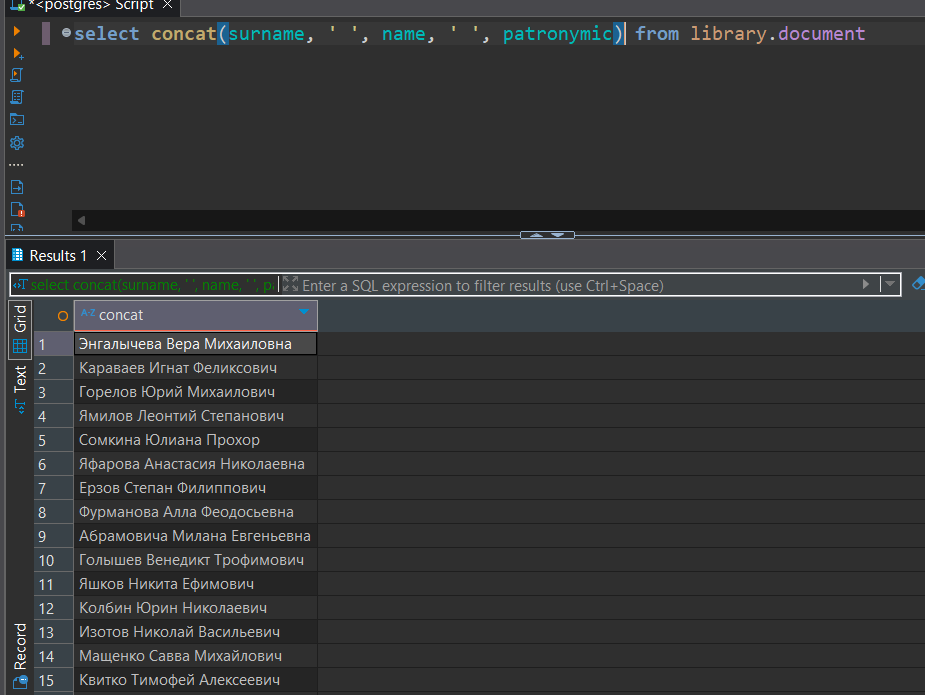 *<postgres> Script
select concat(surname, ' ', name, ' ', patronymic) from library.document
Results 1
select concat(surname, ' ', name, ' ', p
Enter a SQL expression to filter results (use Ctrl+Space)
Grid
Text
Record
A-Z concat
1 Энгалычева Вера Михаиловна
2 Караваев Игнат Феликсович
3 Горелов Юрий Михаилович
4 Ямилов Леонтий Степанович
5 Сомкина Юлиана Прохор
6 Яфарова Анастасия Николаевна
7 Ерзов Степан Филиппович
8 Фурманова Алла Феодосьевна
9 Абрамовича Милана Евгеньевна
10 Голышев Венедикт Трофимович
11 Яшков Никита Ефимович
12 Колбин Юрин Николаевич
13 Изотов Николай Васильевич
14 Мащенко Савва Михайлович
15 Квитко Тимофей Алексеевич